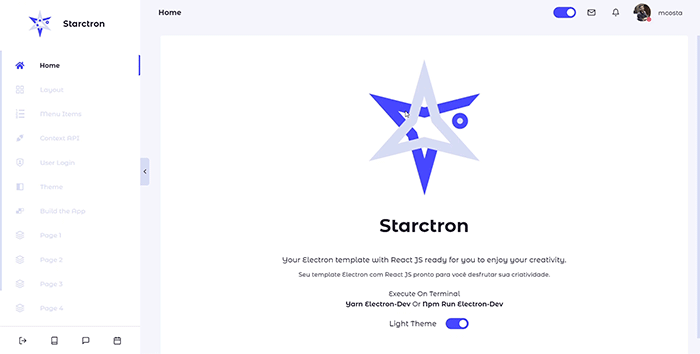 Starctron
Home
mcosta
Home
Layout
Menu Items
Context API
User Login
Theme
Build the App
Page 1
Page 2
Page 3
Page 4
Starctron
Your Electron template with React JS ready for you to enjoy your creativity.
Seu template Electron com React JS pronto para você desfrutar sua criatividade.
Execute On Terminal
Yarn Electron-Dev Or Npm Run Electron-Dev
Light Theme